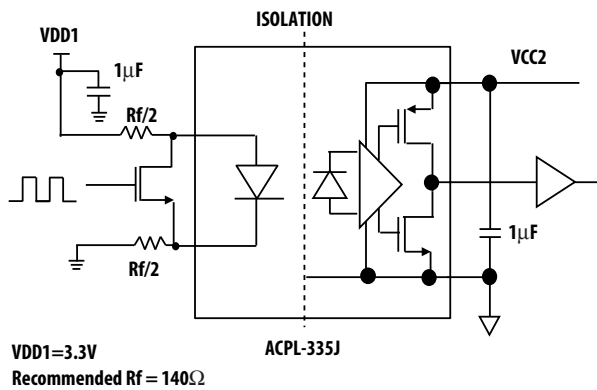 ISOLATION
VDD1
1μF
VCC2
Rf/2
1μF
Rf/2
ACPL-335J
VDD1=3.3V
Recommended Rf = 140Ω